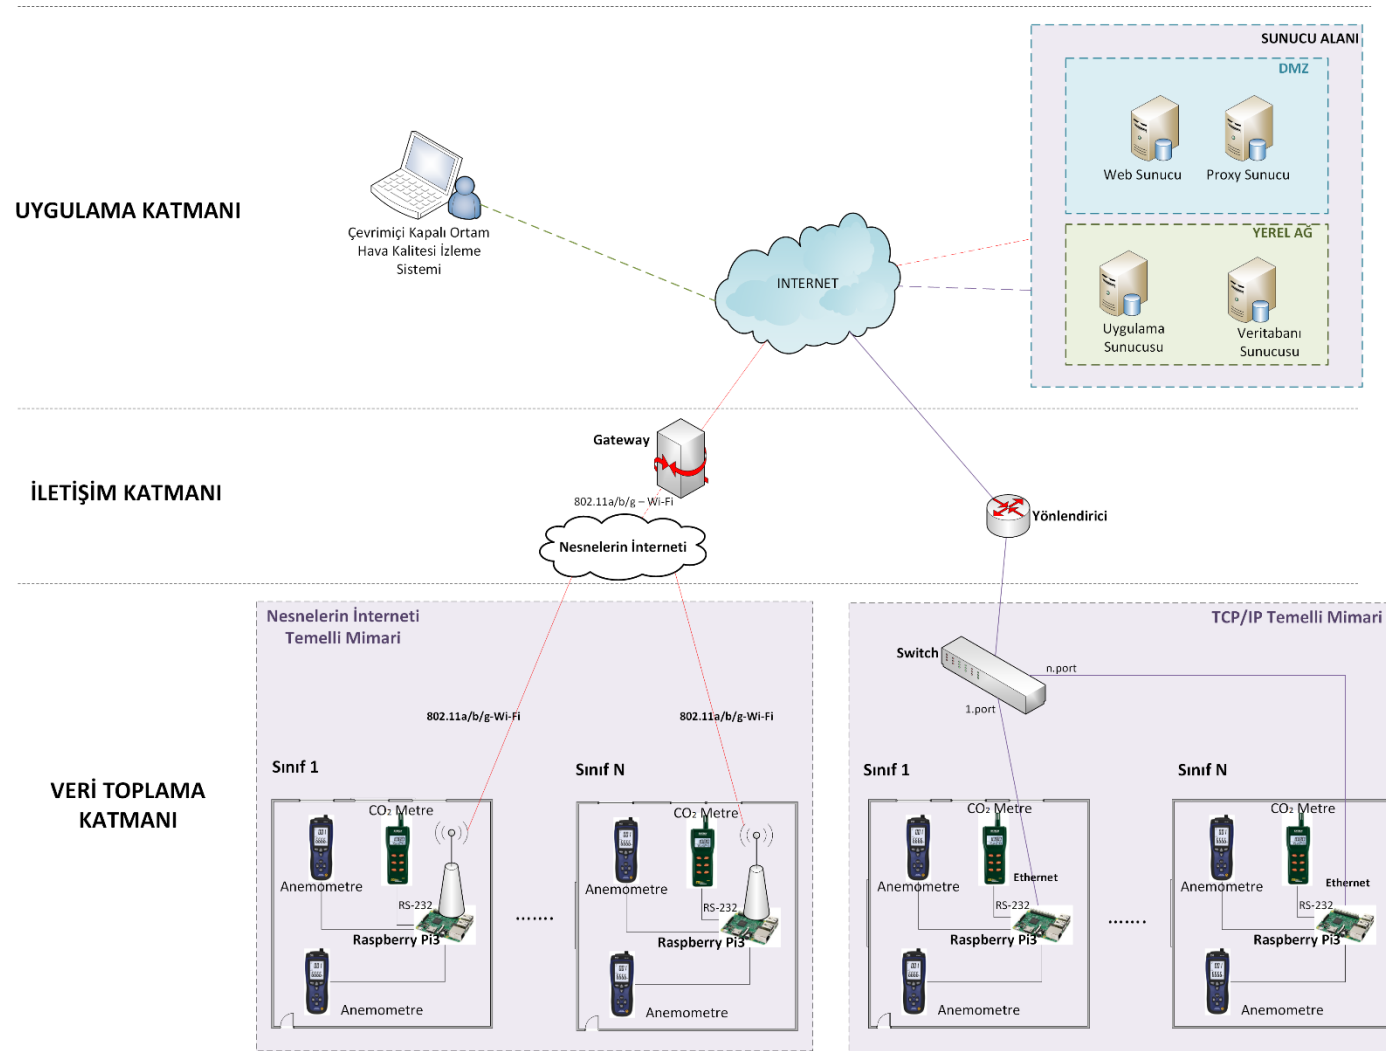 SUNUCU ALANI
DMZ
Web Sunucu
Proxy Sunucu
YEREL AĞ
Uygulama
Sunucusu
Veritabanı
Sunucusu
UYGULAMA KATMANI
Çevrimiçi Kapalı Ortam
Hava Kalitesi İzleme
Sistemi
INTERNET
İLETİŞİM KATMANI
Gateway
802.11a/b/g – Wi-Fi
Nesnelerin İnterneti
Yönlendirici
VERİ TOPLAMA
KATMANI
Nesnelerin İnterneti
Temelli Mimari
802.11a/b/g-Wi-Fi
802.11a/b/g-Wi-Fi
Sınıf 1
CO₂ Metre
Anemometre
RS-232
Raspberry Pi3
Anemometre
.......
Sınıf N
CO₂ Metre
Anemometre
RS-232
Raspberry Pi3
Anemometre
TCP/IP Temelli Mimari
Switch
n.port
1.port
Sınıf 1
CO₂ Metre
Anemometre
Ethernet
RS-232
Raspberry Pi3
Anemometre
.......
Sınıf N
CO₂ Metre
Anemometre
Ethernet
RS-232
Raspberry Pi3
Anemometre